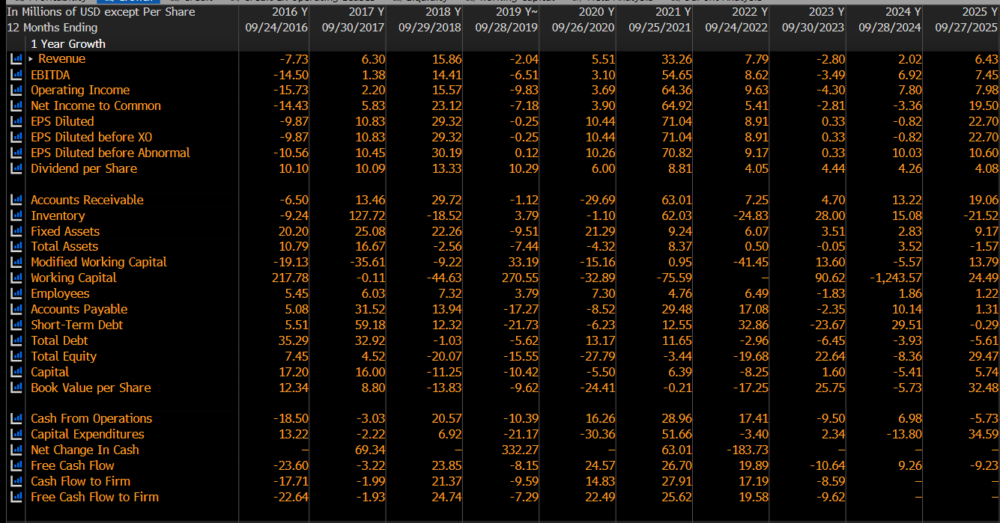 In Millions of USD except Per Share 2016 Y 2017 Y 2018 Y 2019 Y~ 2020 Y 2021 Y 2022 Y 2023 Y 2024 Y 2025 Y
12 Months Ending 09/24/2016 09/30/2017 09/29/2018 09/28/2019 09/26/2020 09/25/2021 09/24/2022 09/30/2023 09/28/2024 09/27/2025
1 Year Growth
Revenue -7.73 6.30 15.86 -2.04 5.51 33.26 7.79 -2.80 2.02 6.43
EBITDA -14.50 1.38 14.41 -6.51 3.10 54.65 8.62 -3.49 6.92 7.45
Operating Income -15.73 2.20 15.57 -9.83 3.69 64.36 9.63 -4.30 7.80 7.98
Net Income to Common -14.43 5.83 23.12 -7.18 3.90 64.92 5.41 -2.81 -3.36 19.50
EPS Diluted -9.87 10.83 29.32 -0.25 10.44 71.04 8.91 0.33 -0.82 22.70
EPS Diluted before XO -9.87 10.83 29.32 -0.25 10.44 71.04 8.91 0.33 -0.82 22.70
EPS Diluted before Abnormal -10.56 10.45 30.19 0.12 10.26 70.82 9.17 0.33 10.03 10.60
Dividend per Share 10.10 10.09 13.33 10.29 6.00 8.81 4.05 4.44 4.26 4.08
Accounts Receivable -6.50 13.46 29.72 -1.12 -29.69 63.01 7.25 4.70 13.22 19.06
Inventory -9.24 127.72 -18.52 3.79 -1.10 62.03 -24.83 28.00 15.08 -21.52
Fixed Assets 20.20 25.08 22.26 -9.51 21.29 9.24 6.07 3.51 2.83 9.17
Total Assets 10.79 16.67 -2.56 -7.44 -4.32 8.37 0.50 -0.05 3.52 -1.57
Modified Working Capital -19.13 -35.61 -9.22 33.19 -15.16 0.95 -41.45 13.60 -5.57 13.79
Working Capital 217.78 -0.11 -44.63 270.55 -32.89 -75.59 – 90.62 -1,243.57 24.49
Employees 5.45 6.03 7.32 3.79 7.30 4.76 6.49 -1.83 1.86 1.22
Accounts Payable 5.08 31.52 13.94 -17.27 -8.52 29.48 17.08 -2.35 10.14 1.31
Short-Term Debt 5.51 59.18 12.32 -21.73 -6.23 12.55 32.86 -23.67 29.51 -0.29
Total Debt 35.29 32.92 -1.03 -5.62 13.17 11.65 -2.96 -6.45 -3.93 -5.61
Total Equity 7.45 4.52 -20.07 -15.55 -27.79 -3.44 -19.68 22.64 -8.36 29.47
Capital 17.20 16.00 -11.25 -10.42 -5.50 6.39 -8.25 1.60 -5.41 5.74
Book Value per Share 12.34 8.80 -13.83 -9.62 -24.41 -0.21 -17.25 25.75 -5.73 32.48
Cash From Operations -18.50 -3.03 20.57 -10.39 16.26 28.96 17.41 -9.50 6.98 -5.73
Capital Expenditures 13.22 -2.22 6.92 -21.17 -30.36 51.66 -3.40 2.34 -13.80 34.59
Net Change In Cash – 69.34 – 332.27 – 63.01 -183.73 – – –
Free Cash Flow -23.60 -3.22 23.85 -8.15 24.57 26.70 19.89 -10.64 9.26 -9.23
Cash Flow to Firm -17.71 -1.99 21.37 -9.59 14.83 27.91 17.19 -8.59 – –
Free Cash Flow to Firm -22.64 -1.93 24.74 -7.29 22.49 25.62 19.58 -9.62 – –